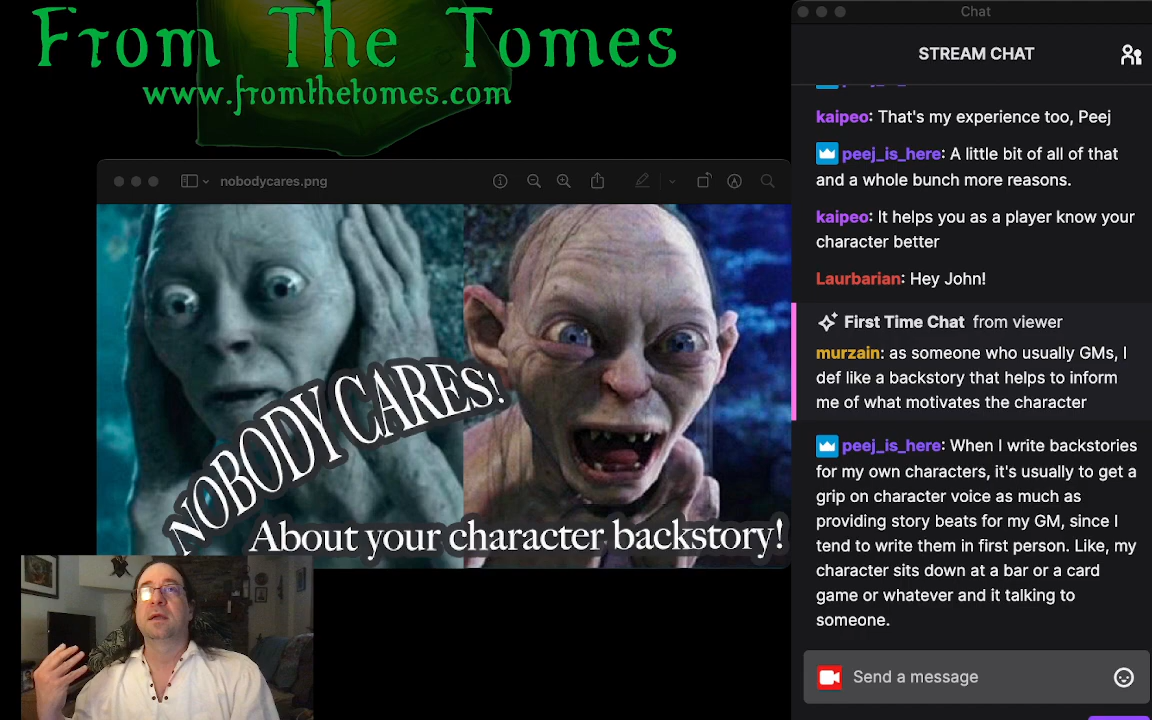 From The Tomes
www.fromthetomes.com
nobodycares.png
NOBODY CARES!
About your character backstory!
Chat
STREAM CHAT
kaipeo: That's my experience too, Peej
peej_is_here: A little bit of all of that
and a whole bunch more reasons.
kaipeo: It helps you as a player know your
character better
Laurbarian: Hey John!
First Time Chat from viewer
murzain: as someone who usually GMs, I
def like a backstory that helps to inform
me of what motivates the character
peej_is_here: When I write backstories
for my own characters, it's usually to get a
grip on character voice as much as
providing story beats for my GM, since I
tend to write them in first person. Like, my
character sits down at a bar or a card
game or whatever and it talking to
someone.
Send a message